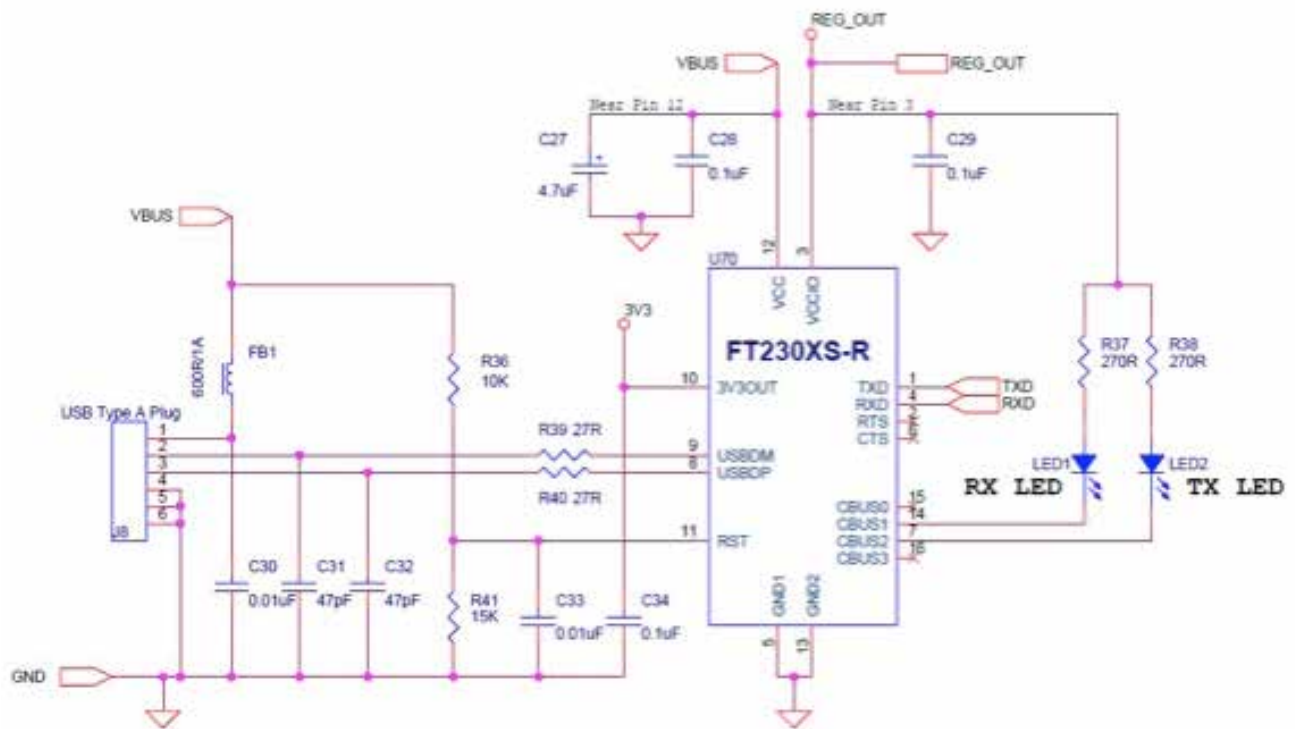 REG_OUT
VBUS
REG_OUT
Near Pin 12
Near Pin 3
C27
4.7uF
C28
0.1uF
C29
0.1uF
VBUS
U70
12
3
VCC
VCCIO
3V3
FT230XS-R
FB1
600R/1A
R36
10K
R37
270R
R38
270R
10
3V3OUT
TXD
1
TXD
RXD
4
RXD
RTS
CTS
USB Type A Plug
1
2
3
4
5
6
J8
R39 27R
9
USBDM
8
USBDP
R40 27R
LED1
RX LED
LED2
TX LED
CBUS0
15
CBUS1
14
CBUS2
7
CBUS3
16
11
RST
C30
0.01uF
C31
47pF
C32
47pF
R41
15K
C33
0.01uF
C34
0.1uF
GND1
GND2
5
13
GND